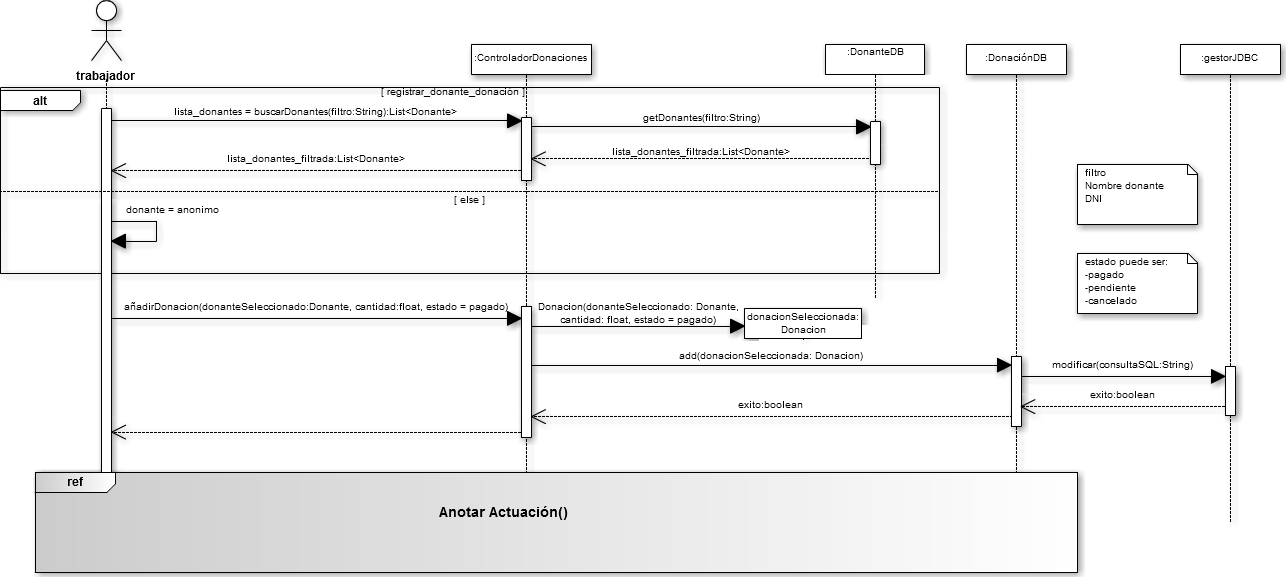 :ControladorDonaciones
:DonanteDB
:DonaciónDB
:gestorJDBC
trabajador
alt
[ registrar_donante_donación ]
lista_donantes = buscarDonantes(filtro:String):List<Donante>
getDonantes(filtro:String)
lista_donantes_filtrada:List<Donante>
lista_donantes_filtrada:List<Donante>
filtro
Nombre donante
DNI
[ else ]
donante = anonimo
estado puede ser:
-pagado
-pendiente
-cancelado
añadirDonacion(donanteSeleccionado:Donante, cantidad:float, estado = pagado)
Donacion(donanteSeleccionado: Donante,
cantidad: float, estado = pagado)
donacionSeleccionada:
Donacion
add(donacionSeleccionada: Donacion)
modificar(consultaSQL:String)
exito:boolean
exito:boolean
ref
Anotar Actuación()